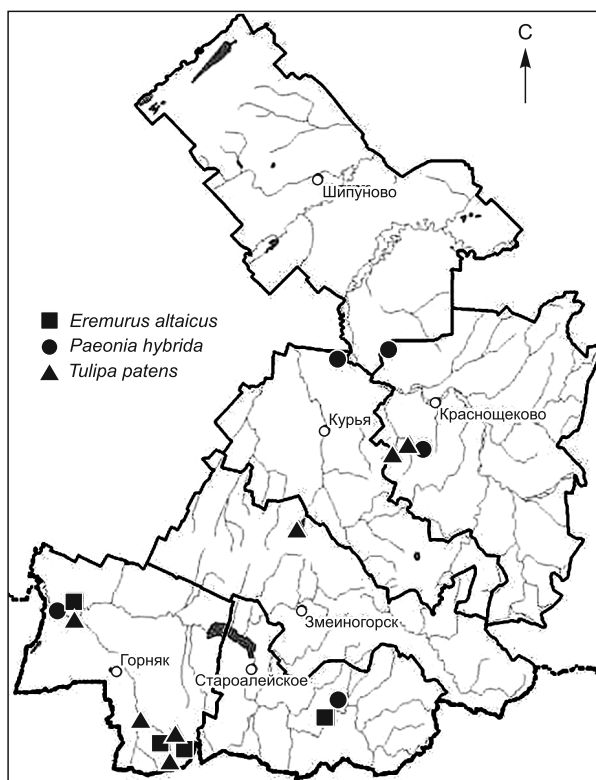 С
Шипуново
Eremurus altaicus
Paeonia hybrida
Tulipa patens
Краснощеково
Курья
Змеиногорск
Горняк
Староалейское